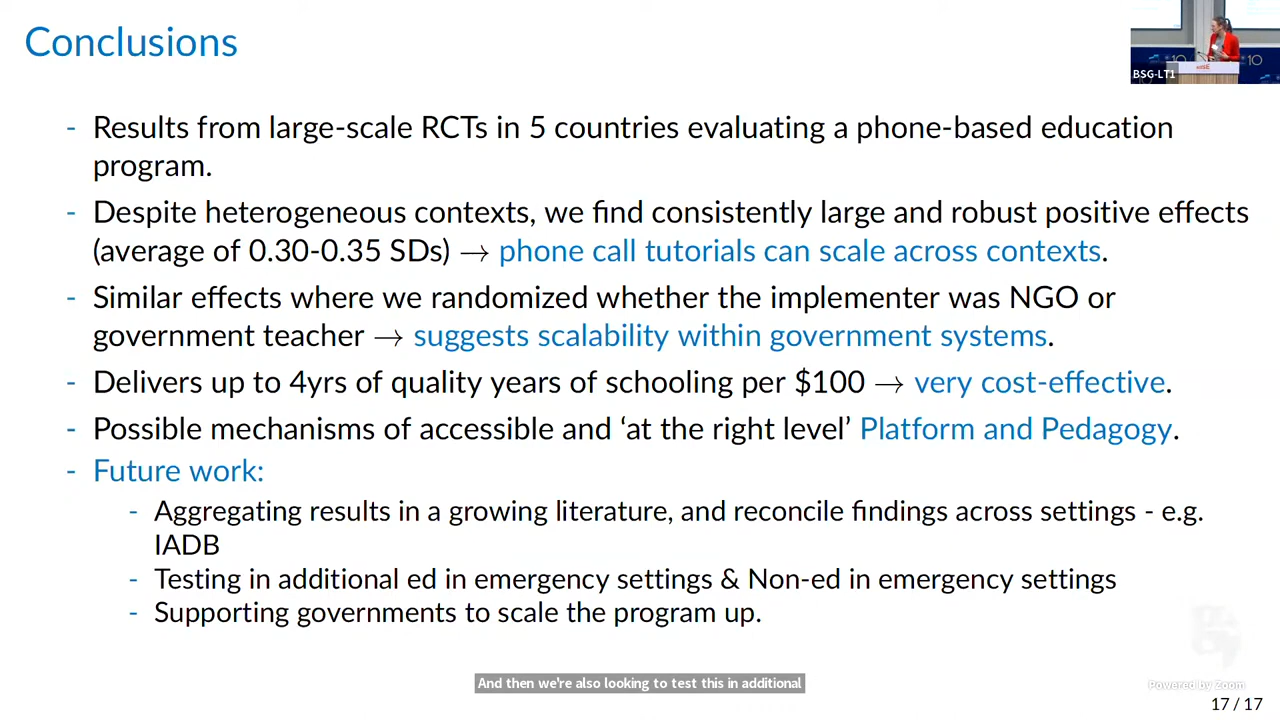 Conclusions
BSG-LT1
10
- Results from large-scale RCTs in 5 countries evaluating a phone-based education
program.
- Despite heterogeneous contexts, we find consistently large and robust positive effects
(average of 0.30-0.35 SDs) → phone call tutorials can scale across contexts.
- Similar effects where we randomized whether the implementer was NGO or
government teacher → suggests scalability within government systems.
- Delivers up to 4yrs of quality years of schooling per $100 → very cost-effective.
- Possible mechanisms of accessible and ‘at the right level’ Platform and Pedagogy.
- Future work:
- Aggregating results in a growing literature, and reconcile findings across settings - e.g.
IADB
- Testing in additional ed in emergency settings & Non-ed in emergency settings
- Supporting governments to scale the program up.
And then we're also looking to test this in additional
Powered by Zoom
17 / 17